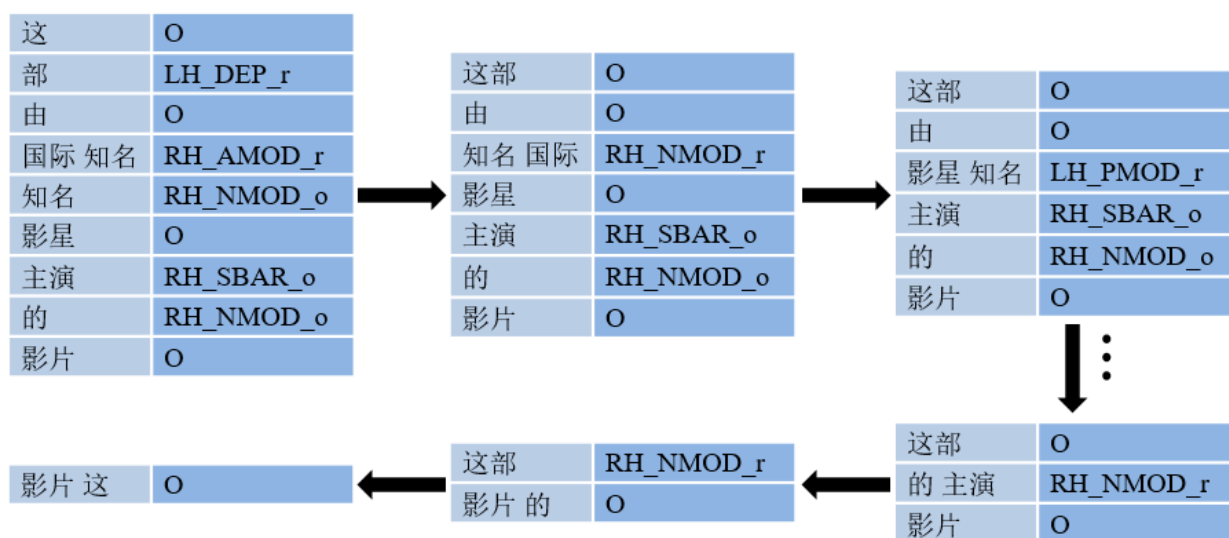 这 O
部 LH_DEP_r
由 O
国际 知名 RH_AMOD_r
知名 RH_NMOD_o
影星 O
主演 RH_SBAR_o
的 RH_NMOD_o
影片 O
这部 O
由 O
知名 国际 RH_NMOD_r
影星 O
主演 RH_SBAR_o
的 RH_NMOD_o
影片 O
这部 O
由 O
影星 知名 LH_PMOD_r
主演 RH_SBAR_o
的 RH_NMOD_o
影片 O
这部 O
的 主演 RH_NMOD_r
影片 O
这部 RH_NMOD_r
影片 的 O
影片 这 O